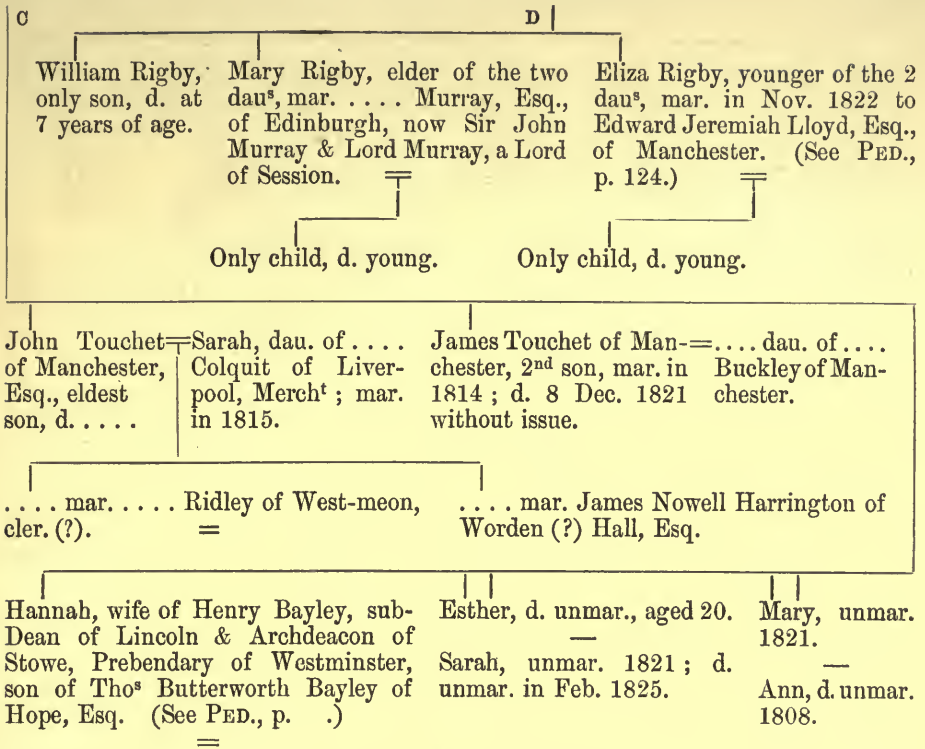 C D
William Rigby,
only son, d. at
7 years of age.
Mary Rigby, elder of the two
dauˢ, mar. . . . . Murray, Esq.,
of Edinburgh, now Sir John
Murray & Lord Murray, a Lord
of Session.
Eliza Rigby, younger of the 2
dauˢ, mar. in Nov. 1822 to
Edward Jeremiah Lloyd, Esq.,
of Manchester. (See PED.,
p. 124.)
Only child, d. young.
Only child, d. young.
John Touchet=
of Manchester,
Esq., eldest
son, d. . . . .
Sarah, dau. of . . . .
Colquit of Liver-
pool, Merchᵗ ; mar.
in 1815.
James Touchet of Man-=
chester, 2ⁿᵈ son, mar. in
1814 ; d. 8 Dec. 1821
without issue.
. . . . dau. of . . . .
Buckley of Man-
chester.
. . . . mar. . . . . Ridley of West-meon,
cler. (?). =
. . . . mar. James Nowell Harrington of
Worden (?) Hall, Esq.
Hannah, wife of Henry Bayley, sub-
Dean of Lincoln & Archdeacon of
Stowe, Prebendary of Westminster,
son of Thoˢ Butterworth Bayley of
Hope, Esq. (See PED., p. .)
=
Esther, d. unmar., aged 20.
—
Sarah, unmar. 1821 ; d.
unmar. in Feb. 1825.
Mary, unmar.
1821.
—
Ann, d. unmar.
1808.